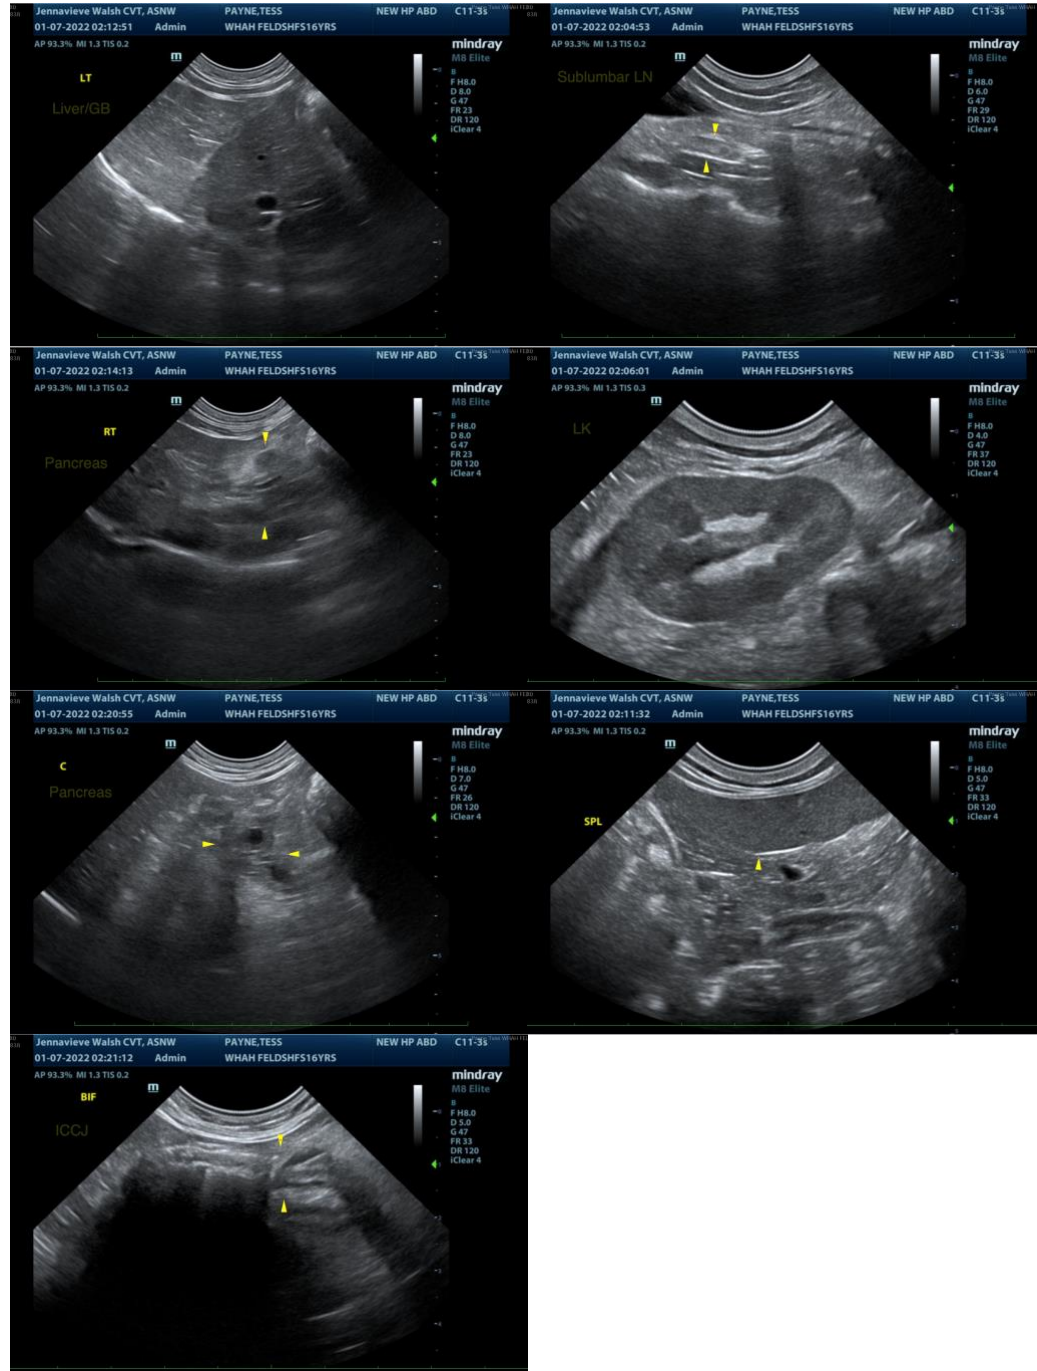 Jennavieve Walsh CVT, ASNW PAYNE,TESS NEW HP ABD C11-3s
01-07-2022 02:12:51 Admin WHAH FELDSHFS16YRS
AP 93.3% MI 1.3 TIS 0.2 mindray
M8 Elite
m
LT
Liver/GB
B
F H8.0
D 8.0
G 47
FR 23
DR 120
iClear 4
Jennavieve Walsh CVT, ASNW PAYNE,TESS NEW HP ABD C11-3s
01-07-2022 02:04:53 Admin WHAH FELDSHFS16YRS
AP 93.3% MI 1.3 TIS 0.2 mindray
M8 Elite
m
Sublumbar LN
B
F H8.0
D 6.0
G 47
FR 29
DR 120
iClear 4
Jennavieve Walsh CVT, ASNW PAYNE,TESS NEW HP ABD C11-3s
01-07-2022 02:14:13 Admin WHAH FELDSHFS16YRS
AP 93.3% MI 1.3 TIS 0.2 mindray
M8 Elite
m
RT
Pancreas
B
F H8.0
D 8.0
G 47
FR 23
DR 120
iClear 4
Jennavieve Walsh CVT, ASNW PAYNE,TESS NEW HP ABD C11-3s
01-07-2022 02:06:01 Admin WHAH FELDSHFS16YRS
AP 93.3% MI 1.3 TIS 0.3 mindray
M8 Elite
m
LK
B
F H8.0
D 4.0
G 47
FR 37
DR 120
iClear 4
Jennavieve Walsh CVT, ASNW PAYNE,TESS NEW HP ABD C11-3s
01-07-2022 02:20:55 Admin WHAH FELDSHFS16YRS
AP 93.3% MI 1.3 TIS 0.2 mindray
M8 Elite
m
C
Pancreas
B
F H8.0
D 7.0
G 47
FR 26
DR 120
iClear 4
Jennavieve Walsh CVT, ASNW PAYNE,TESS NEW HP ABD C11-3s
01-07-2022 02:11:32 Admin WHAH FELDSHFS16YRS
AP 93.3% MI 1.3 TIS 0.2 mindray
M8 Elite
m
SPL
B
F H8.0
D 5.0
G 47
FR 33
DR 120
iClear 4
Jennavieve Walsh CVT, ASNW PAYNE,TESS NEW HP ABD C11-3s
01-07-2022 02:21:12 Admin WHAH FELDSHFS16YRS
AP 93.3% MI 1.3 TIS 0.2 mindray
M8 Elite
m
BIF
ICCJ
B
F H8.0
D 5.0
G 47
FR 33
DR 120
iClear 4